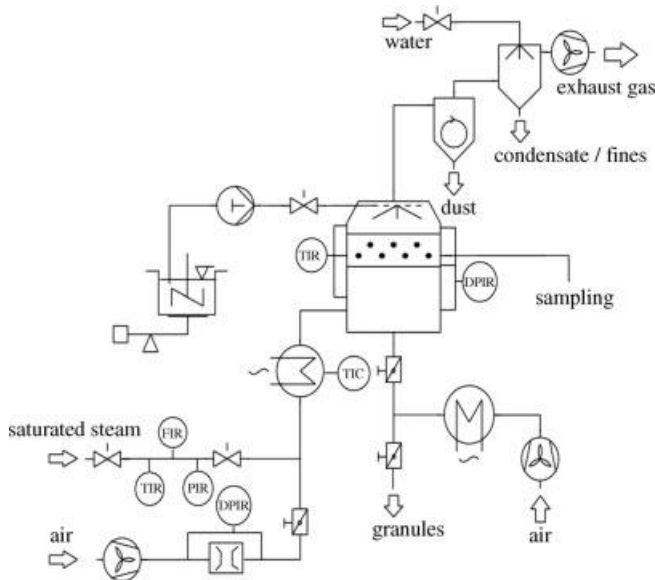 water
exhaust gas
condensate / fines
dust
TIR
DPIR
sampling
TIC
saturated steam
FIR
TIR
PIR
DPIR
air
granules
air